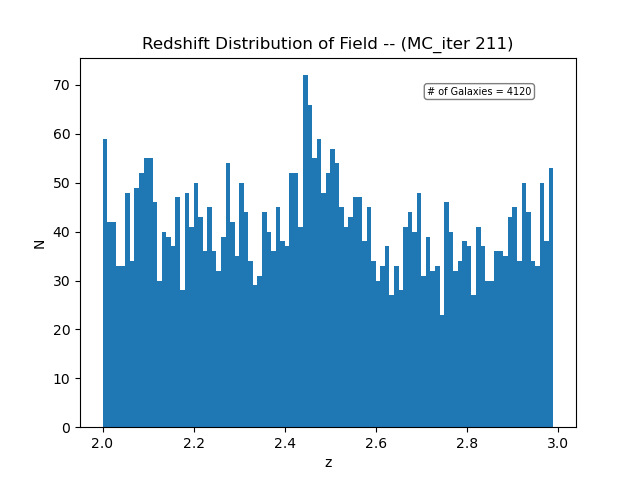 Redshift Distribution of Field -- (MC_iter 211)
# of Galaxies = 4120
70
60
50
40
30
20
10
0
N
2.0 2.2 2.4 2.6 2.8 3.0
z